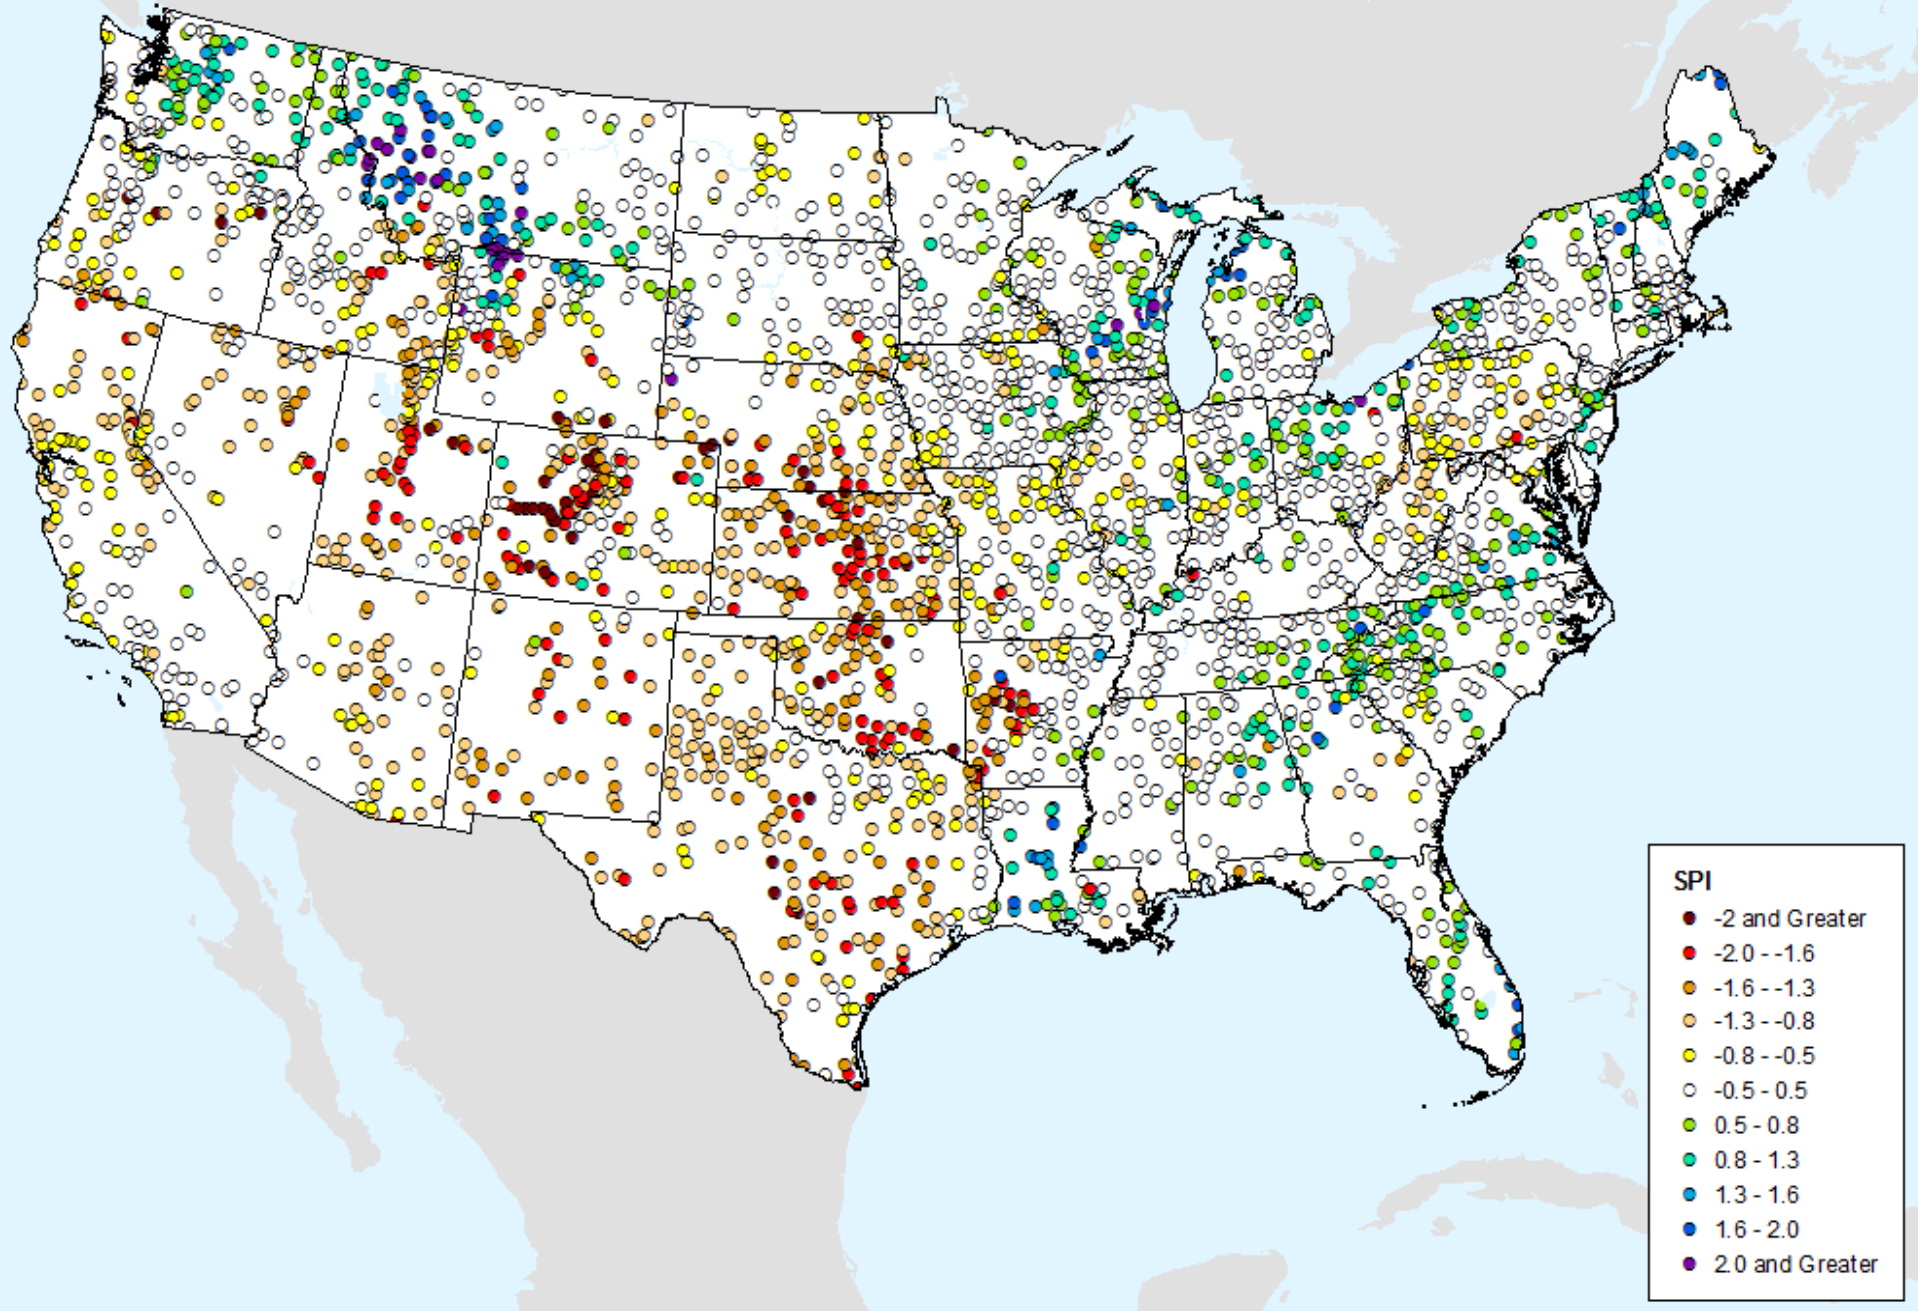 SPI
-2 and Greater
-2.0 - -1.6
-1.6 - -1.3
-1.3 - -0.8
-0.8 - -0.5
-0.5 - 0.5
0.5 - 0.8
0.8 - 1.3
1.3 - 1.6
1.6 - 2.0
2.0 and Greater